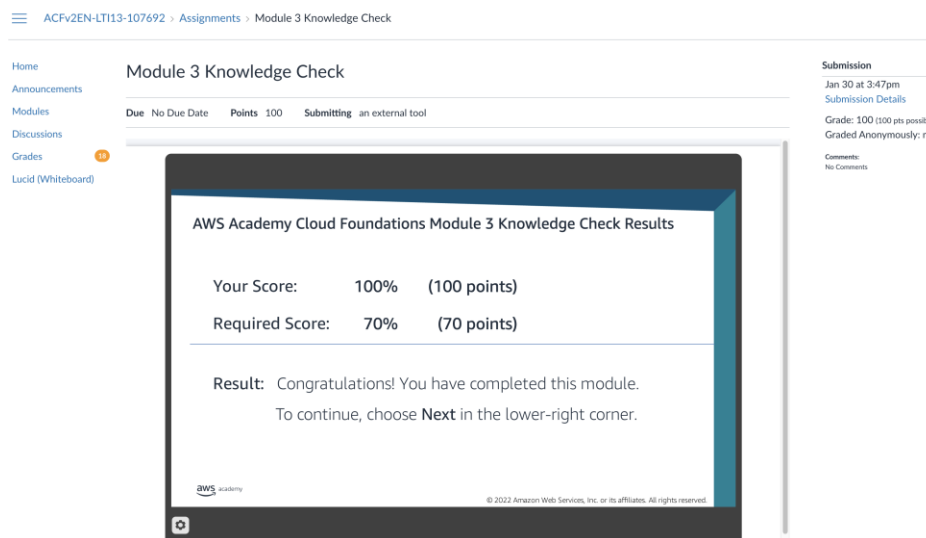 ACFv2EN-LTI13-107692 > Assignments > Module 3 Knowledge Check
Home
Announcements
Modules
Discussions
Grades 18
Lucid (Whiteboard)
Module 3 Knowledge Check
Due No Due Date Points 100 Submitting an external tool
AWS Academy Cloud Foundations Module 3 Knowledge Check Results
Your Score: 100% (100 points)
Required Score: 70% (70 points)
Result: Congratulations! You have completed this module.
To continue, choose Next in the lower-right corner.
aws academy
© 2022 Amazon Web Services, Inc. or its affiliates. All rights reserved.
Submission
Jan 30 at 3:47pm
Submission Details
Grade: 100 (100 pts
Graded Anonymously:
Comments:
No Comments